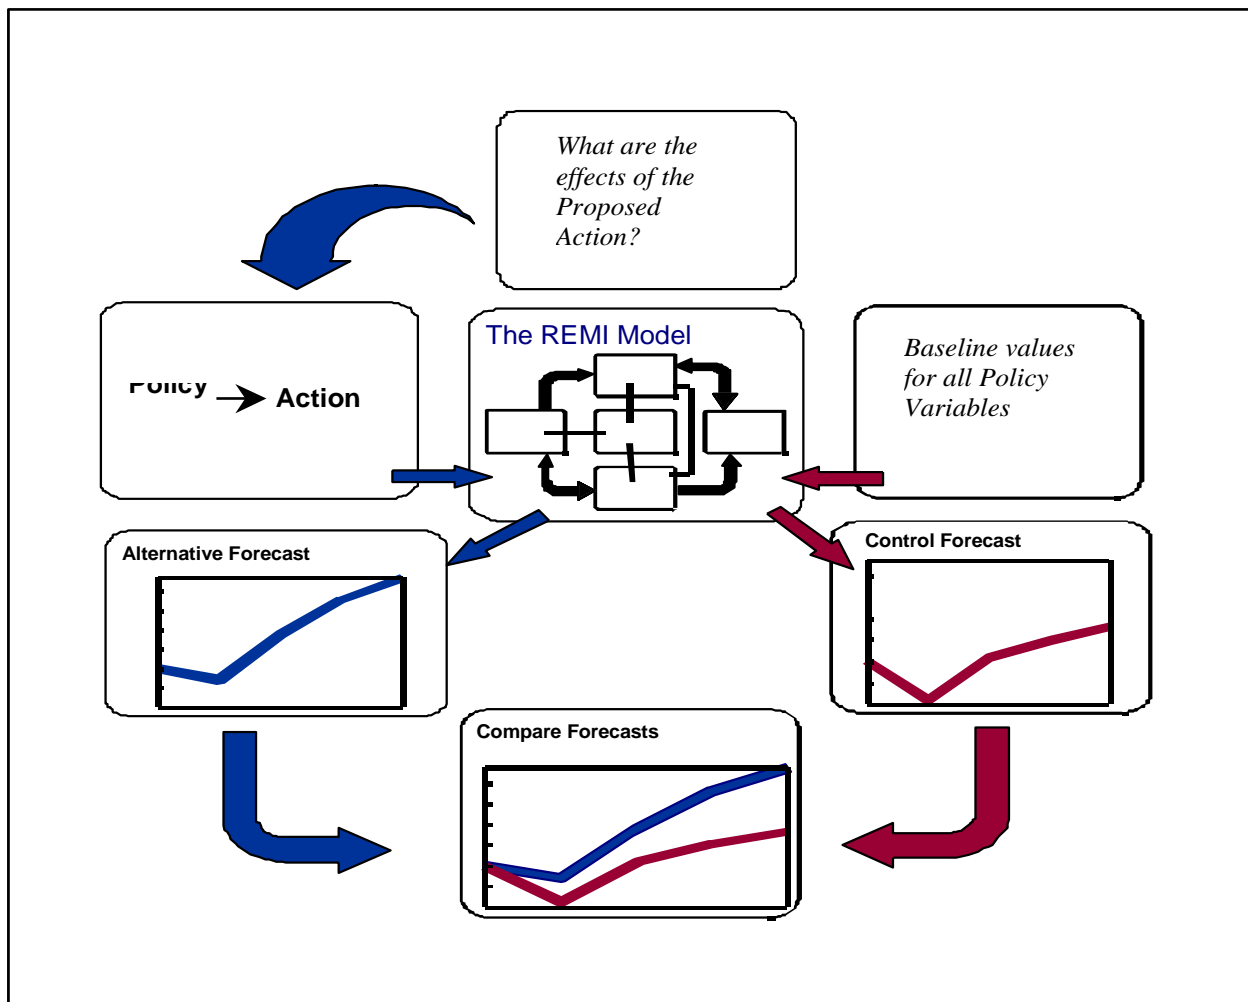 What are the
effects of the
Proposed
Action?
The REMI Model
Baseline values
for all Policy
Variables
Policy
Action
Alternative Forecast
Control Forecast
Compare Forecasts